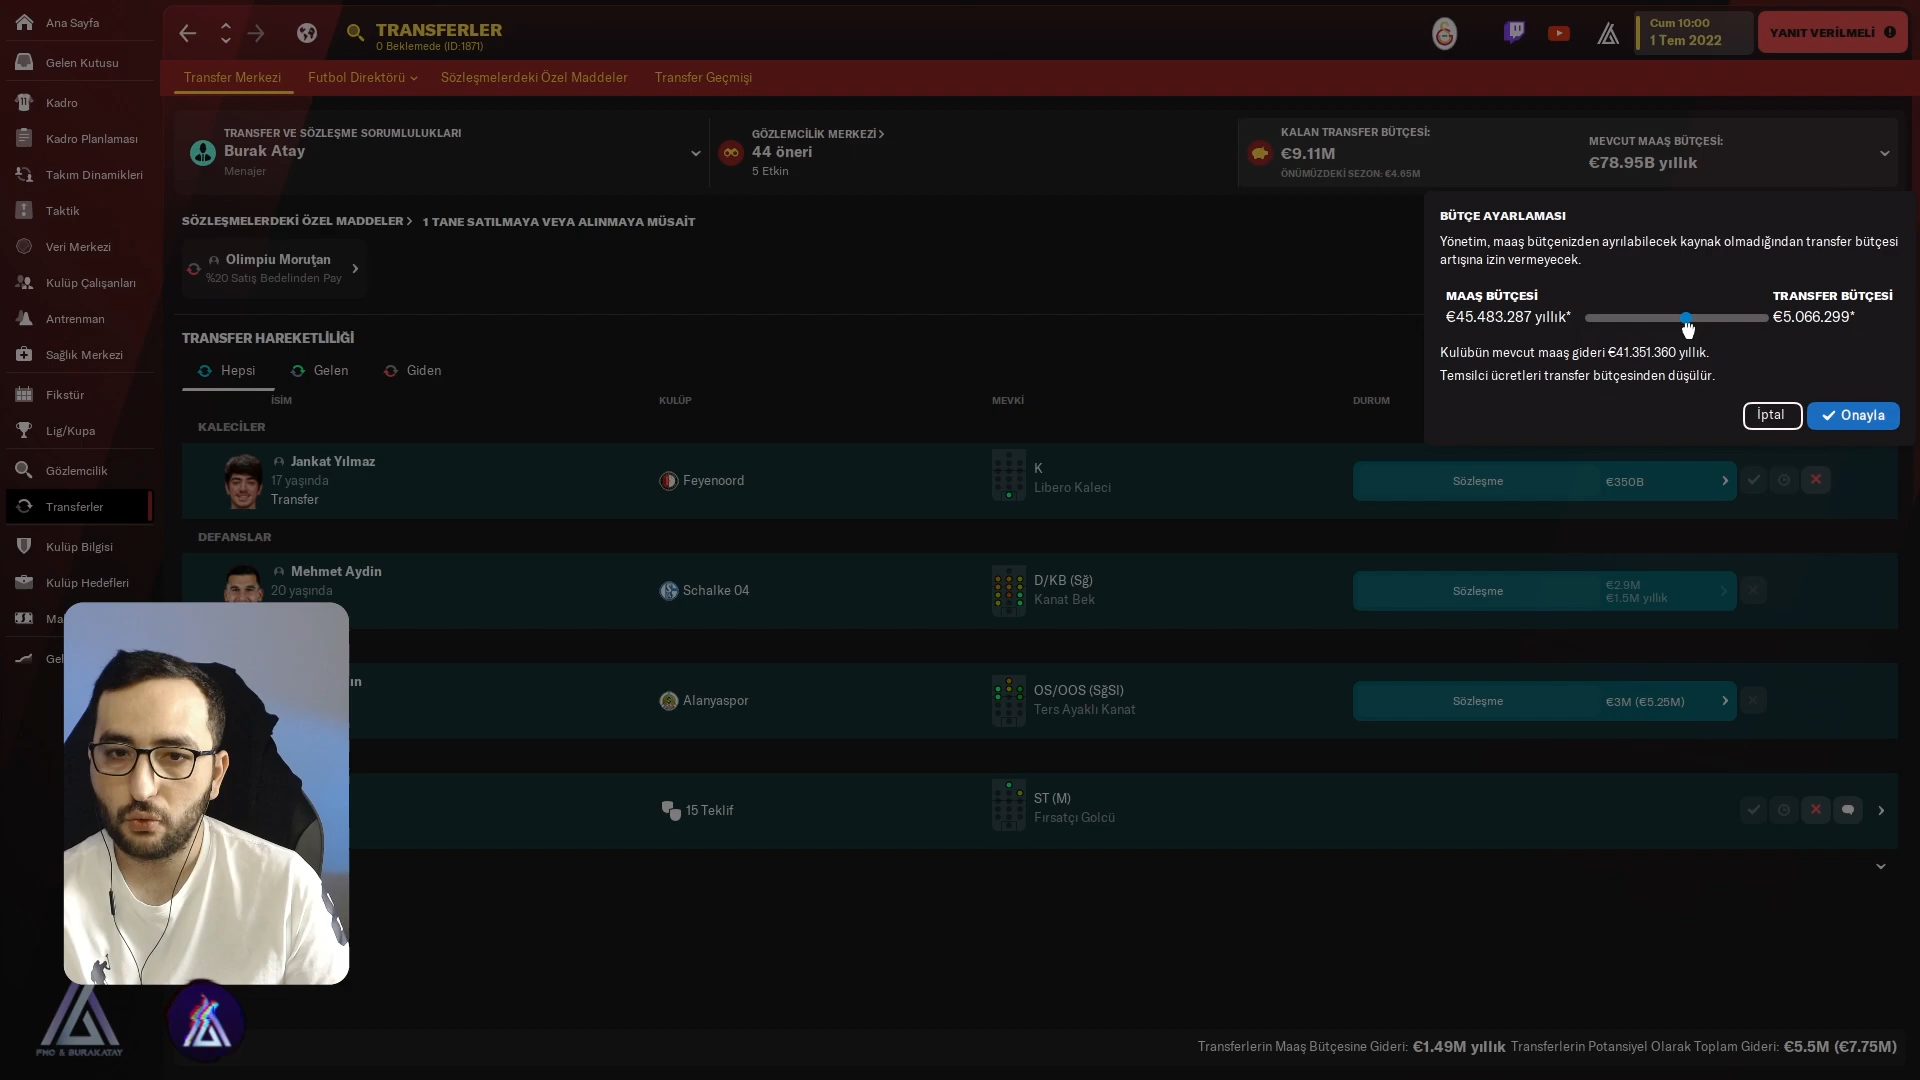 Ana Sayfa
Gelen Kutusu
Kadro
Kadro Planlaması
Takım Dinamikleri
Taktik
Veri Merkezi
Kulüp Çalışanları
Antrenman
Sağlık Merkezi
Fikstür
Lig/Kupa
Gözlemcilik
Transferler
Kulüp Bilgisi
Kulüp Hedefleri
Ma
Gel
TRANSFERLER
0 Beklemede (ID:1871)
Cum 10:00
1 Tem 2022
YANIT VERİLMELİ
Transfer Merkezi
Futbol Direktörü
Sözleşmelerdeki Özel Maddeler
Transfer Geçmişi
TRANSFER VE SÖZLEŞME SORUMLULUKLARI
Burak Atay
Menajer
GÖZLEMCİLİK MERKEZİ
44 öneri
5 Etkin
KALAN TRANSFER BÜTÇESİ:
€9.11M
ÖNÜMÜZDEKİ SEZON: €4.65M
MEVCUT MAAŞ BÜTÇESİ:
€78.95B yıllık
SÖZLEŞMELERDEKİ ÖZEL MADDELER
1 TANE SATILMAYA VEYA ALINMAYA MÜSAİT
Olimpiu Moruţan
%20 Satış Bedelinden Pay
BÜTÇE AYARLAMASI
Yönetim, maaş bütçenizden ayrılabilecek kaynak olmadığından transfer bütçesi
artışına izin vermeyecek.
MAAŞ BÜTÇESİ
TRANSFER BÜTÇESİ
€45.483.287 yıllık*
€5.066.299*
Kulübün mevcut maaş gideri €41.351.360 yıllık.
Temsilci ücretleri transfer bütçesinden düşülür.
İptal
Onayla
TRANSFER HAREKETLİLİĞİ
Hepsi
Gelen
Giden
İSİM
KULÜP
MEVKİ
DURUM
KALECİLER
Jankat Yılmaz
17 yaşında
Transfer
Feyenoord
K
Libero Kaleci
Sözleşme
€350B
DEFANSLAR
Mehmet Aydin
20 yaşında
Schalke 04
D/KB (Sğ)
Kanat Bek
Sözleşme
€2.9M
€1.5M yıllık
ın
Alanyaspor
OS/OOS (SğSl)
Ters Ayaklı Kanat
Sözleşme
€3M (€5.25M)
15 Teklif
ST (M)
Fırsatçı Golcü
PMC & BURAKATAY
Transferlerin Maaş Bütçesine Gideri: €1.49M yıllık Transferlerin Potansiyel Olarak Toplam Gideri: €5.5M (€7.75M)